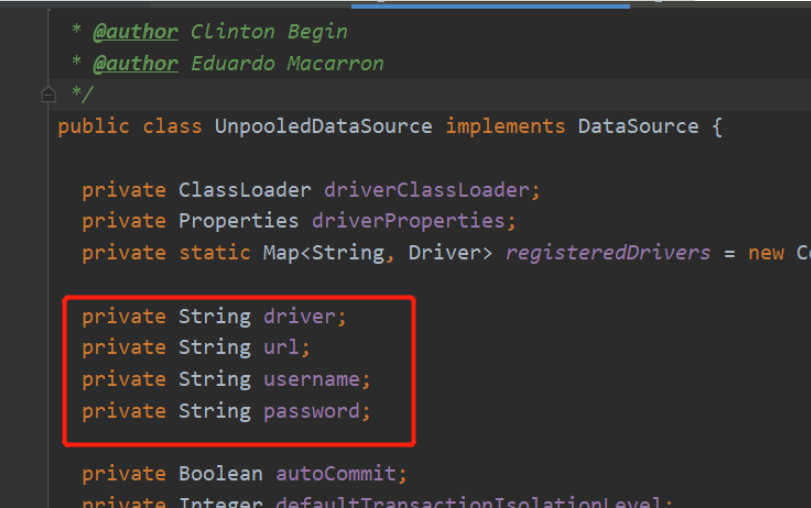 * @author Clinton Begin
* @author Eduardo Macarron
*/
public class UnpooledDataSource implements DataSource {
private ClassLoader driverClassLoader;
private Properties driverProperties;
private static Map<String, Driver> registeredDrivers = new Co
private String driver;
private String url;
private String username;
private String password;
private Boolean autoCommit;
private Integer defaultTransactionIsolationLevel;